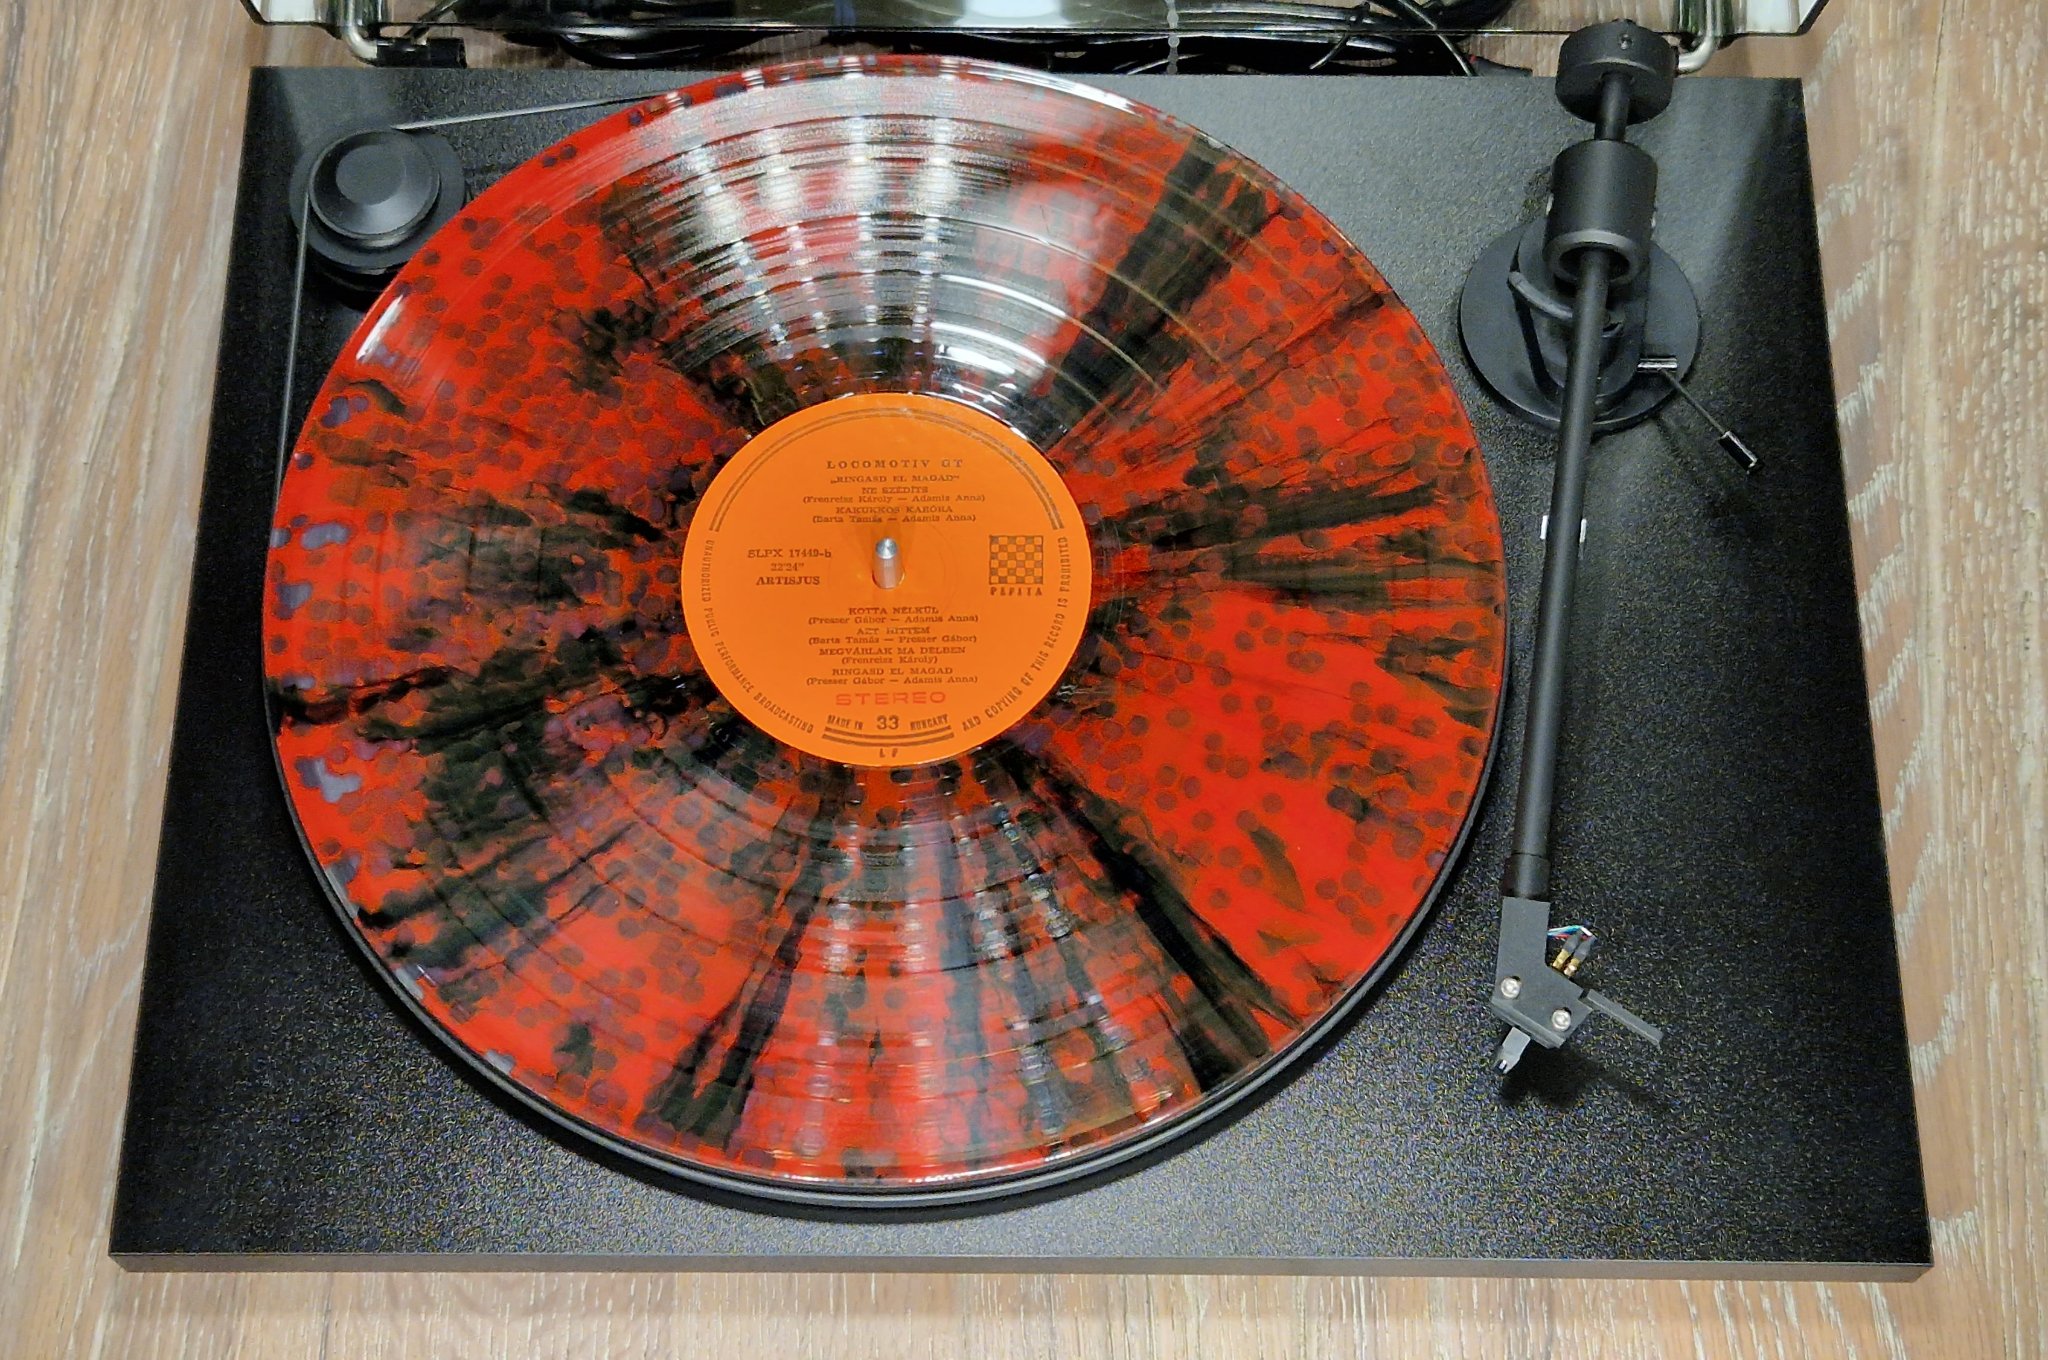 LOCOMOTIV GT
„RINGASD EL MAGAD"
NE SZÉDÍTS
(Frenreisz Károly — Adamis Anna)
KAKUKKOS KARÓRA
(Barta Tamás — Adamis Anna)
SLPX 17449-b
22'24"
ARTISJUS
PEPITA
KOTTA NÉLKÜL
(Presser Gábor — Adamis Anna)
AZT HITTEM
(Barta Tamás — Presser Gábor)
MEGVÁRLAK MA DÉLBEN
(Frenreisz Károly)
RINGASD EL MAGAD
(Presser Gábor — Adamis Anna)
STEREO
MADE IN 33 HUNGARY
LP
UNAUTHORIZED PUBLIC PERFORMANCE BROADCASTING AND COPYING OF THIS RECORD IS PROHIBITED